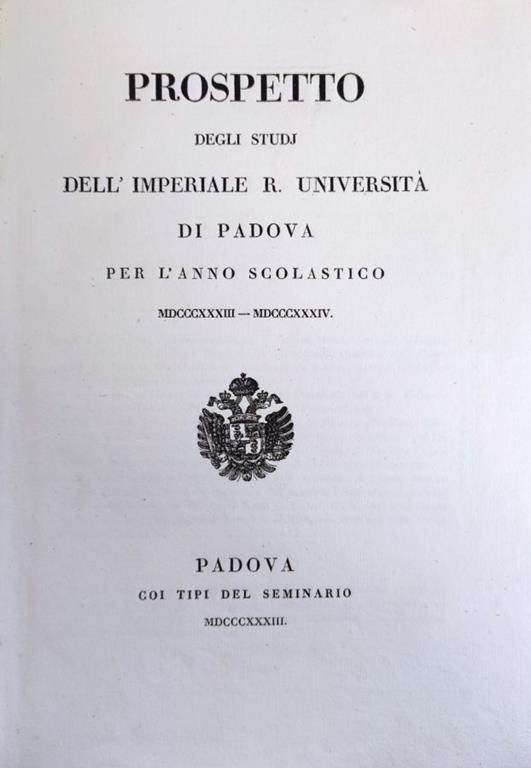 PROSPETTO
DEGLI STUDJ
DELL' IMPERIALE R. UNIVERSITÀ
DI PADOVA
PER L'ANNO SCOLASTICO
MDCCCXXXIII — MDCCCXXXIV.
PADOVA
COI TIPI DEL SEMINARIO
MDCCCXXXIII.